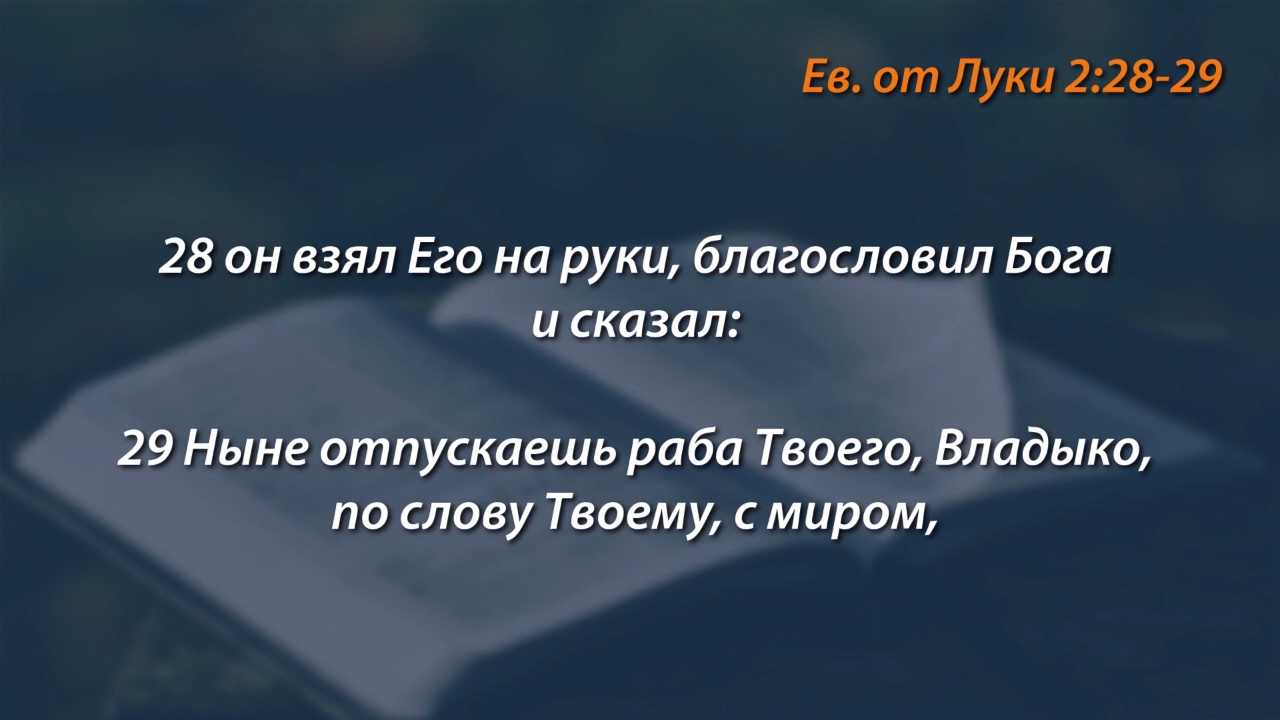 Ев. от Луки 2:28-29
28 он взял Его на руки, благословил Бога
и сказал:
29 Ныне отпускаешь раба Твоего, Владыко,
по слову Твоему, с миром,